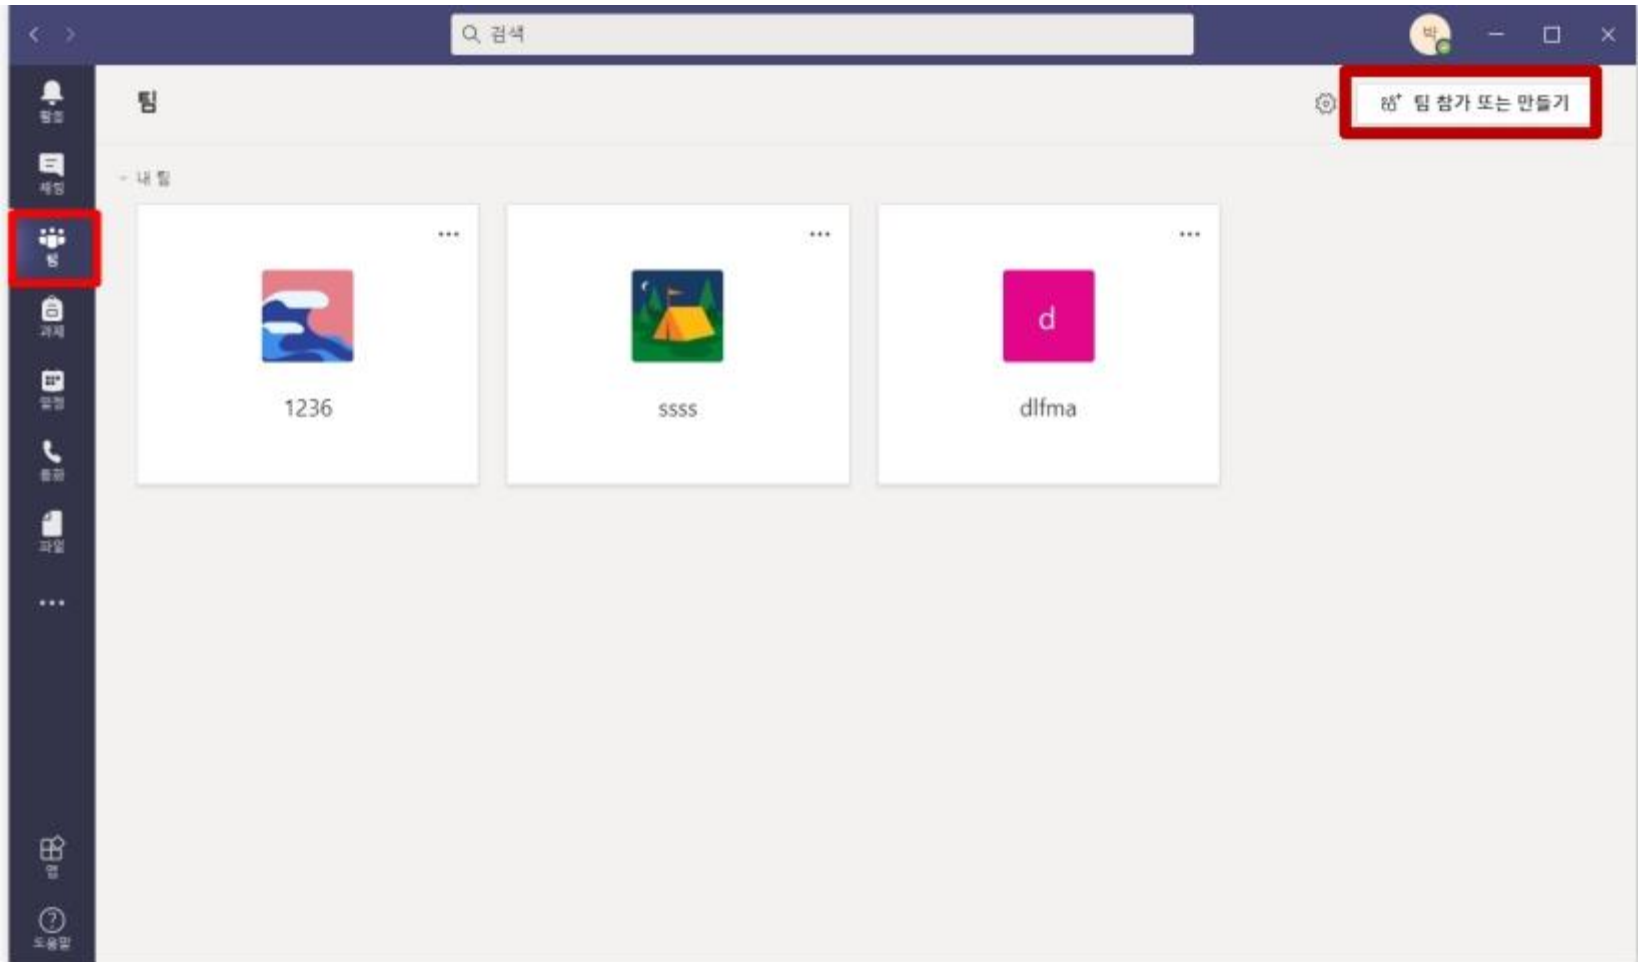 검색
박
활동
채팅
팀
과제
일정
통화
파일
앱
도움말
팀
팀 참가 또는 만들기
내 팀
1236
ssss
d
dlfma